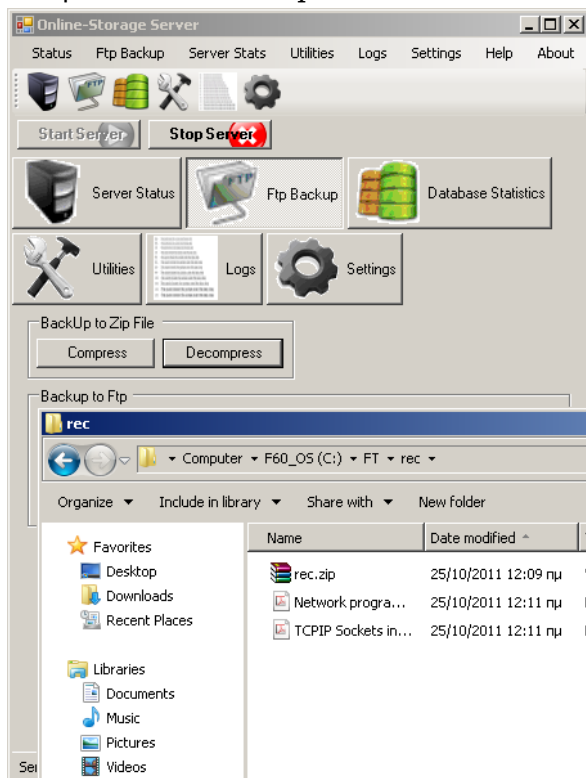 Online-Storage Server
Status Ftp Backup Server Stats Utilities Logs Settings Help About
Start Server Stop Server
Server Status Ftp Backup Database Statistics
Utilities Logs Settings
BackUp to Zip File
Compress Decompress
Backup to Ftp
rec
Computer F60_OS (C:) FT rec
Organize Include in library Share with New folder
Favorites
Desktop
Downloads
Recent Places
Libraries
Documents
Music
Pictures
Videos
Name Date modified
rec.zip 25/10/2011 12:09 πμ
Network progra... 25/10/2011 12:11 πμ
TCPIP Sockets in... 25/10/2011 12:11 πμ